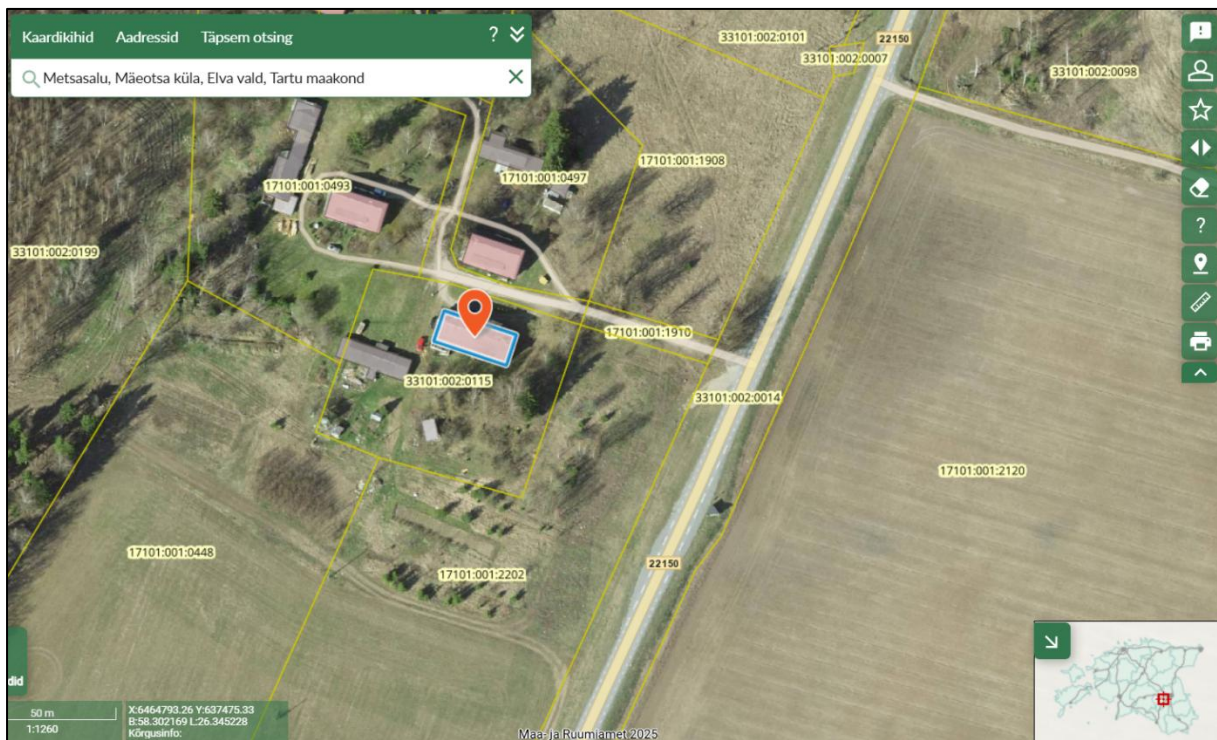 Kaardikihid Aadressid Täpsem otsing ?
Metsasalu, Mäeotsa küla, Elva vald, Tartu maakond
33101:002:0101
22150
33101:002:0007
33101:002:0098
17101:001:1908
17101:001:0497
17101:001:0493
?
33101:002:0199
17101:001:1910
33101:002:0115
33101:002:0014
17101:001:2120
17101:001:0448
22150
17101:001:2202
did
50 m
1:1260
X:6464793.26 Y:637475.33
B:58.302169 L:26.345228
Kõrgusinfo:
Maa- ja Ruumiamet 2025